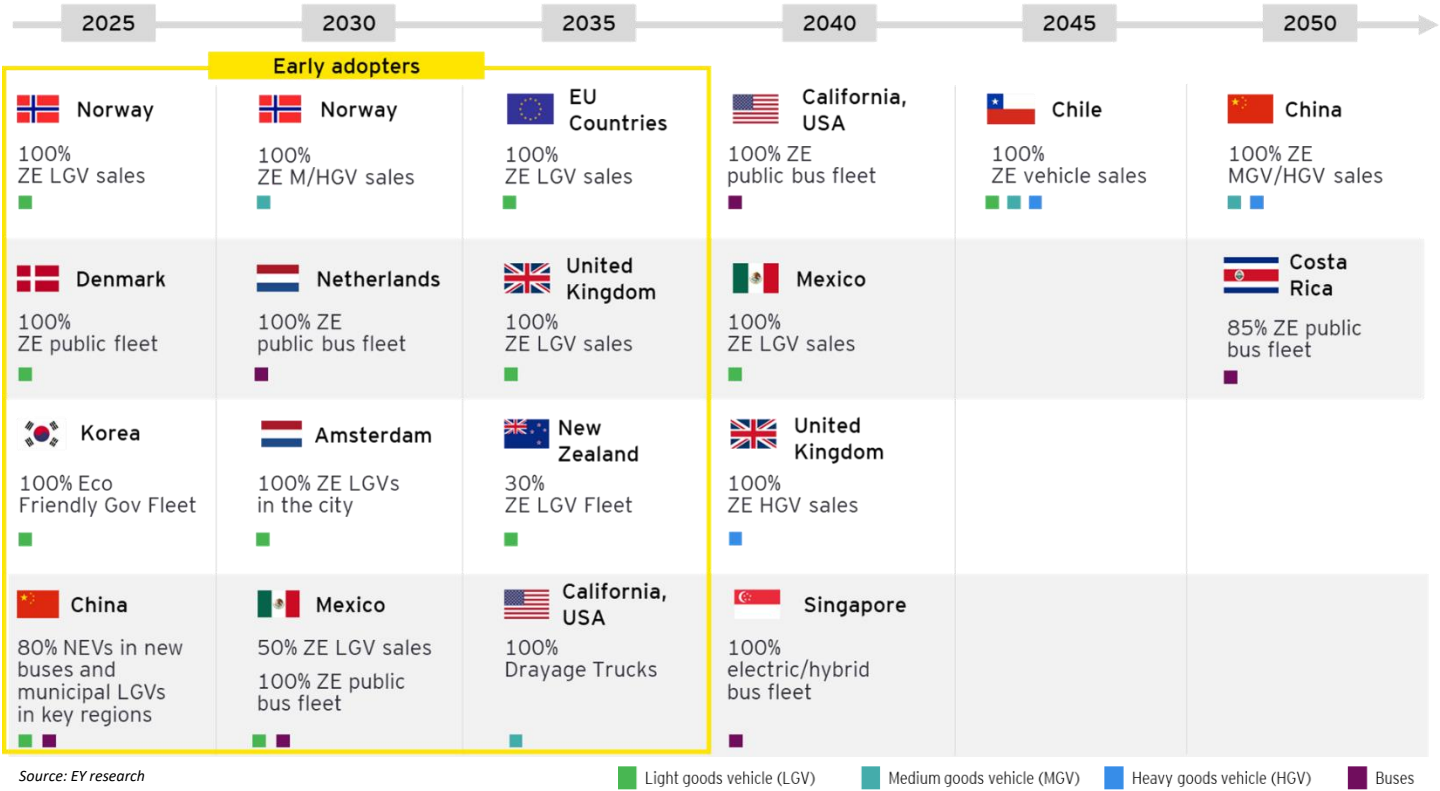 2025
2030
2035
2040
2045
2050
Early adopters
Norway
100%
ZE LGV sales
Norway
100%
ZE M/HGV sales
EU
Countries
100%
ZE LGV sales
California,
USA
100% ZE
public bus fleet
Chile
100%
ZE vehicle sales
China
100% ZE
MGV/HGV sales
Denmark
100%
ZE public fleet
Netherlands
100% ZE
public bus fleet
United
Kingdom
100%
ZE LGV sales
Mexico
100%
ZE LGV sales
Costa
Rica
85% ZE public
bus fleet
Korea
100% Eco
Friendly Gov Fleet
Amsterdam
100% ZE LGVs
in the city
New
Zealand
30%
ZE LGV Fleet
United
Kingdom
100%
ZE HGV sales
China
80% NEVs in new
buses and
municipal LGVs
in key regions
Mexico
50% ZE LGV sales
100% ZE public
bus fleet
California,
USA
100%
Drayage Trucks
Singapore
100%
electric/hybrid
bus fleet
Source: EY research
Light goods vehicle (LGV)
Medium goods vehicle (MGV)
Heavy goods vehicle (HGV)
Buses